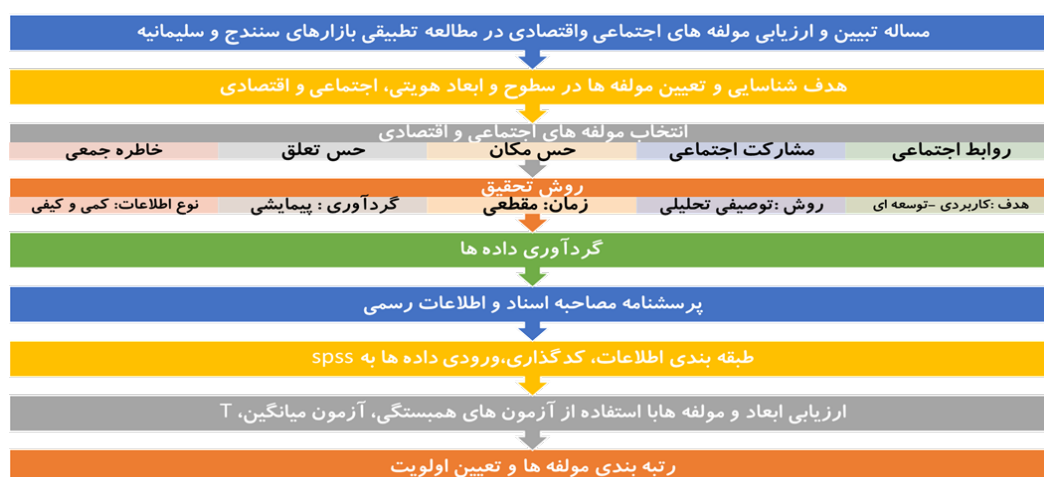 مساله تبیین و ارزیابی مولفه های اجتماعی واقتصادی در مطالعه تطبیقی بازارهای سنندج و سلیمانیه
هدف شناسایی و تعیین مولفه ها در سطوح و ابعاد هویتی، اجتماعی و اقتصادی
انتخاب مولفه های اجتماعی و اقتصادی
روابط اجتماعی مشارکت اجتماعی حس مکان حس تعلق خاطره جمعی
روش تحقیق
هدف :کاربردی -توسعه ای روش :توصیفی تحلیلی زمان: مقطعی گردآوری : پیمایشی نوع اطلاعات: کمی و کیفی
گردآوری داده ها
پرسشنامه مصاحبه اسناد و اطلاعات رسمی
طبقه بندی اطلاعات، کدگذاری،ورودی داده ها به spss
ارزیابی ابعاد و مولفه هابا استفاده از آزمون های همبستگی، آزمون میانگین، T
رتبه بندی مولفه ها و تعیین اولویت